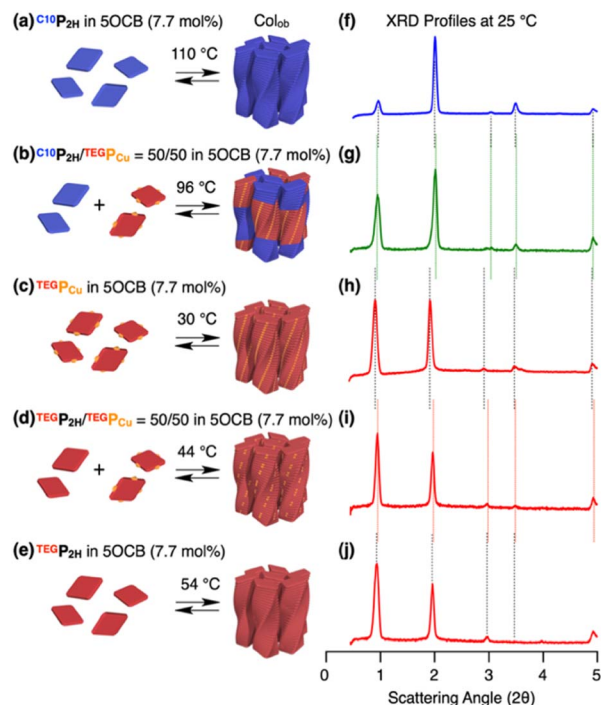 (a) C10P2H in 5OCB (7.7 mol%) Colob
110 °C
(f) XRD Profiles at 25 °C
(b) C10P2H/TEGPCu = 50/50 in 5OCB (7.7 mol%)
+ 96 °C
(g)
(c) TEGPCu in 5OCB (7.7 mol%)
30 °C
(h)
(d) TEGP2H/TEGPCu = 50/50 in 5OCB (7.7 mol%)
+ 44 °C
(i)
(e) TEGP2H in 5OCB (7.7 mol%)
54 °C
(j)
0 1 2 3 4 5
Scattering Angle (2θ)